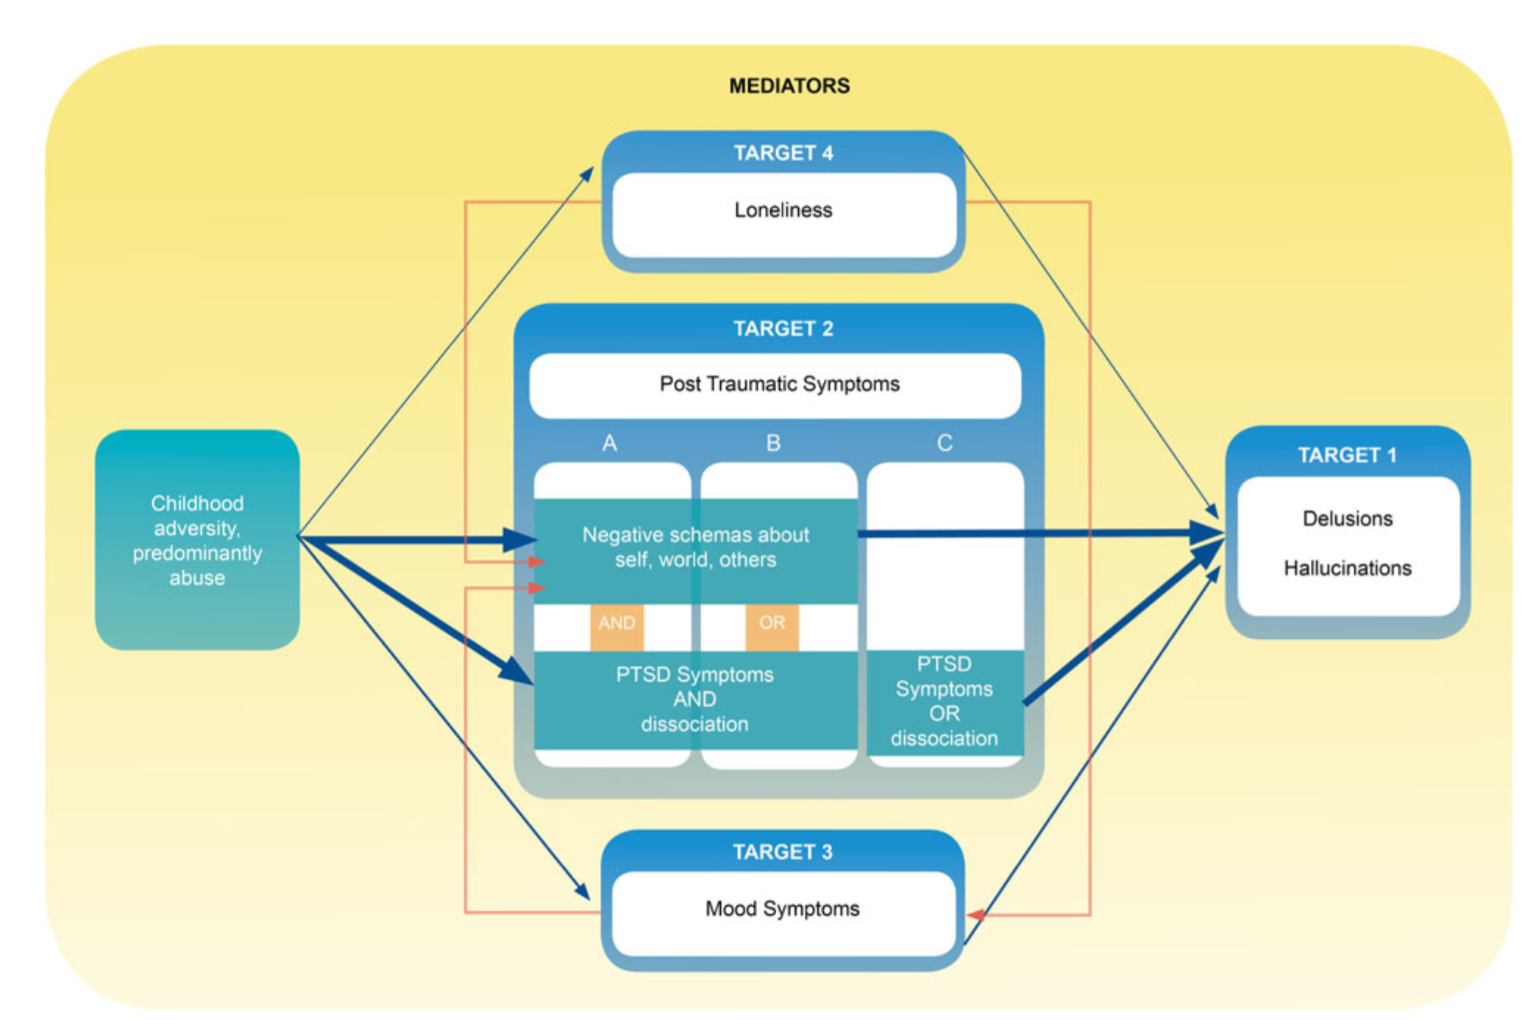 MEDIATORS
TARGET 4
Loneliness
TARGET 2
Post Traumatic Symptoms
A
B
C
Childhood
adversity,
predominantly
abuse
Negative schemas about
self, world, others
AND
OR
PTSD Symptoms
AND
dissociation
PTSD
Symptoms
OR
dissociation
TARGET 1
Delusions
Hallucinations
TARGET 3
Mood Symptoms